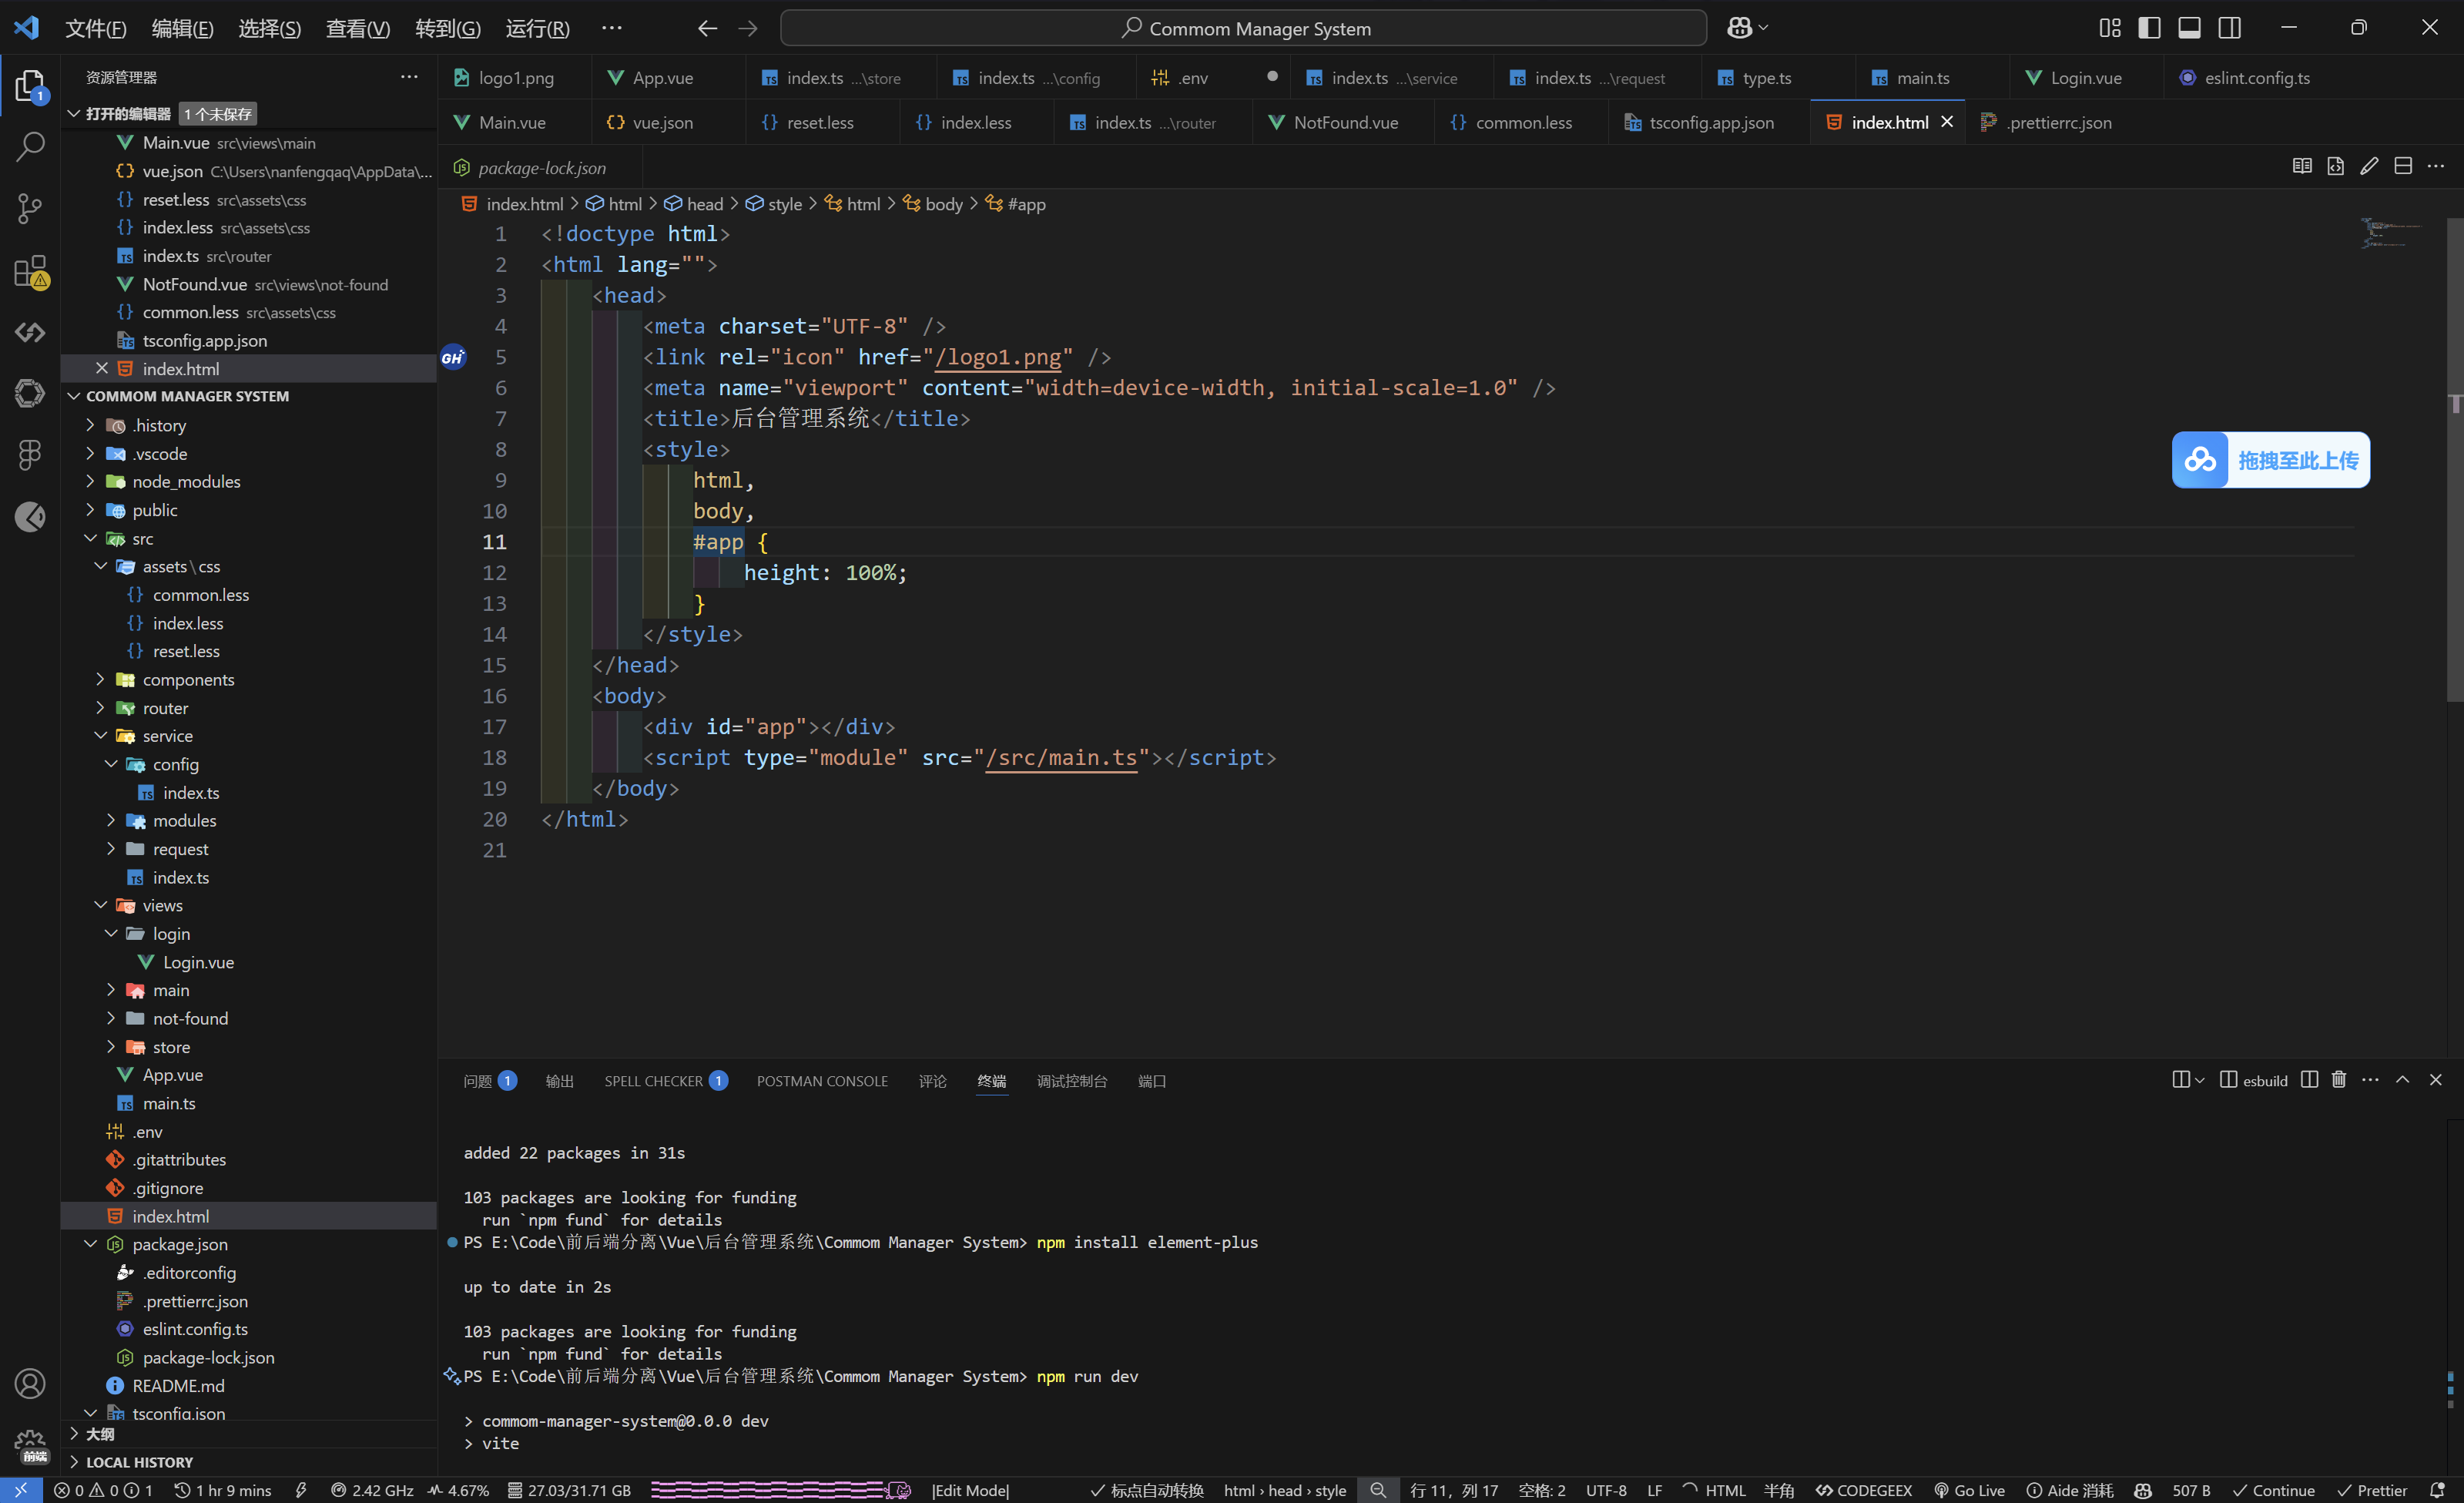 文件(F) 编辑(E) 选择(S) 查看(V) 转到(G) 运行(R) ··· Commom Manager System
资源管理器 ···
打开的编辑器 1 个未保存
Main.vue src\views\main
vue.json C:\Users\nanfengqaq\AppData\...
reset.less src\assets\css
index.less src\assets\css
index.ts src\router
NotFound.vue src\views\not-found
common.less src\assets\css
tsconfig.app.json
index.html
COMMOM MANAGER SYSTEM
.history
.vscode
node_modules
public
src
assets\css
common.less
index.less
reset.less
components
router
service
config
index.ts
modules
request
index.ts
views
login
Login.vue
main
not-found
store
App.vue
main.ts
.env
.gitattributes
.gitignore
index.html
package.json
.editorconfig
.prettierrc.json
eslint.config.ts
package-lock.json
README.md
tsconfig.json
大纲
LOCAL HISTORY
logo1.png App.vue index.ts ...\store index.ts ...\config .env index.ts ...\service index.ts ...\request type.ts main.ts Login.vue eslint.config.ts
Main.vue vue.json reset.less index.less index.ts ...\router NotFound.vue common.less tsconfig.app.json index.html .prettierrc.json
package-lock.json
index.html > html > head > style > html > body > #app
1 <!doctype html>
2 <html lang="">
3 <head>
4 <meta charset="UTF-8" />
GH 5 <link rel="icon" href="/logo1.png" />
6 <meta name="viewport" content="width=device-width, initial-scale=1.0" />
7 <title>后台管理系统</title>
8 <style>
9 html,
10 body,
11 #app {
12 height: 100%;
13 }
14 </style>
15 </head>
16 <body>
17 <div id="app"></div>
18 <script type="module" src="/src/main.ts"></script>
19 </body>
20 </html>
21
拖拽至此上传
问题 1 输出 SPELL CHECKER 1 POSTMAN CONSOLE 评论 终端 调试控制台 端口 esbuild
added 22 packages in 31s
103 packages are looking for funding
run `npm fund` for details
PS E:\Code\前后端分离\Vue\后台管理系统\Commom Manager System> npm install element-plus
up to date in 2s
103 packages are looking for funding
run `npm fund` for details
PS E:\Code\前后端分离\Vue\后台管理系统\Commom Manager System> npm run dev
> commom-manager-system@0.0.0 dev
> vite
前端
0 0 1 1 hr 9 mins 2.42 GHz 4.67% 27.03/31.71 GB |Edit Mode| 标点自动转换 html › head › style 行 11, 列 17 空格: 2 UTF-8 LF HTML 半角 CODEGEEX Go Live Aide 消耗 507 B Continue Prettier